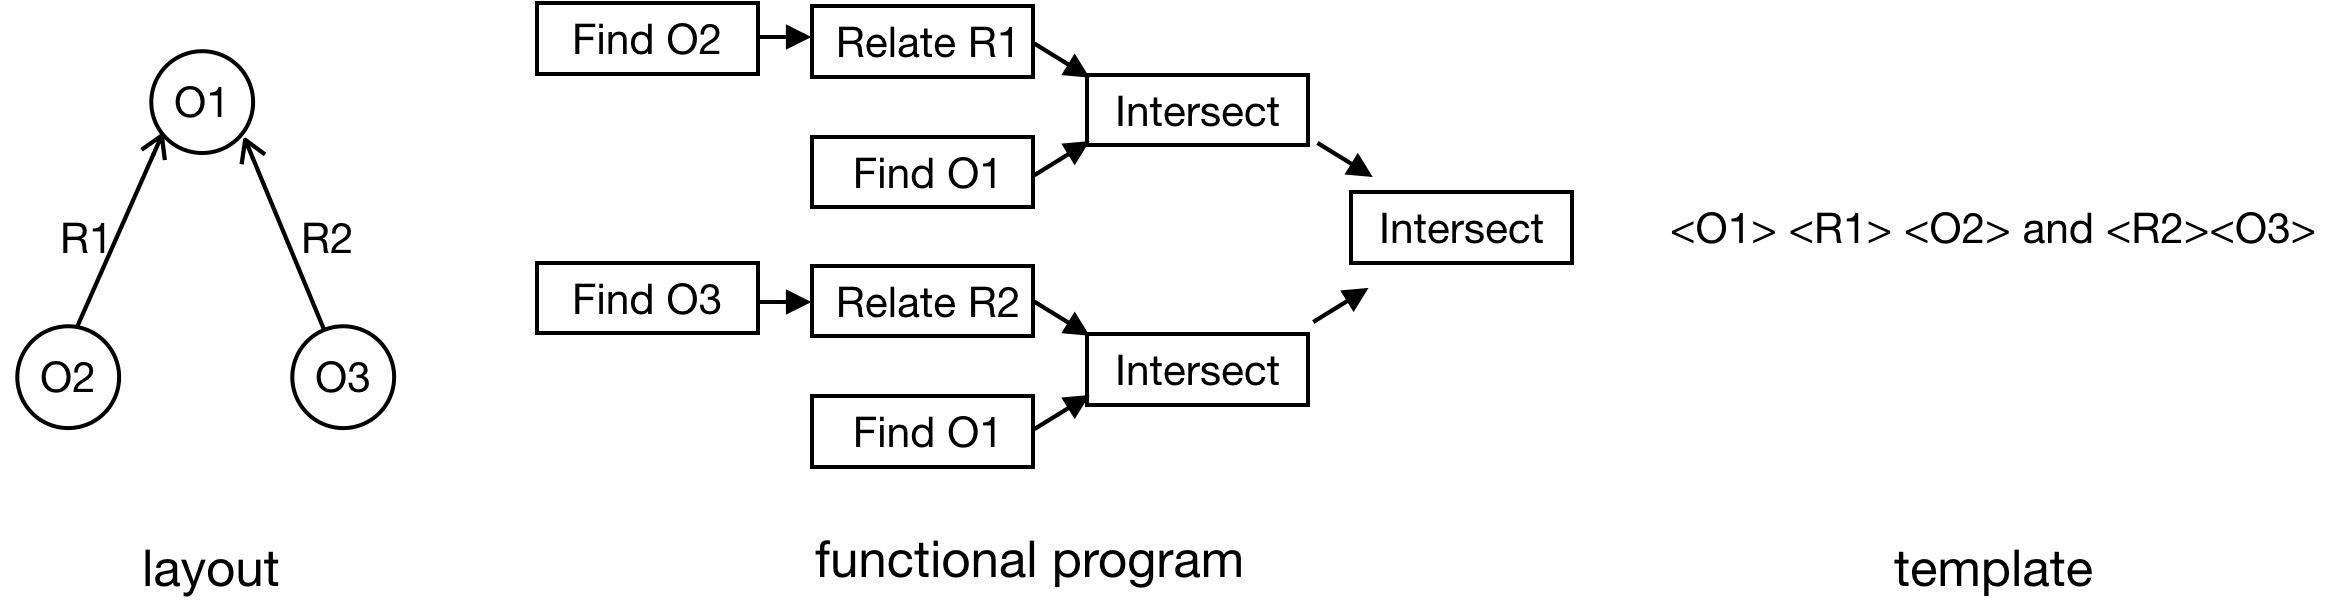 O1
R1
R2
O2
O3
layout
Find O2
Relate R1
Intersect
Find O1
Intersect
Find O3
Relate R2
Intersect
Find O1
functional program
<O1> <R1> <O2> and <R2><O3>
template